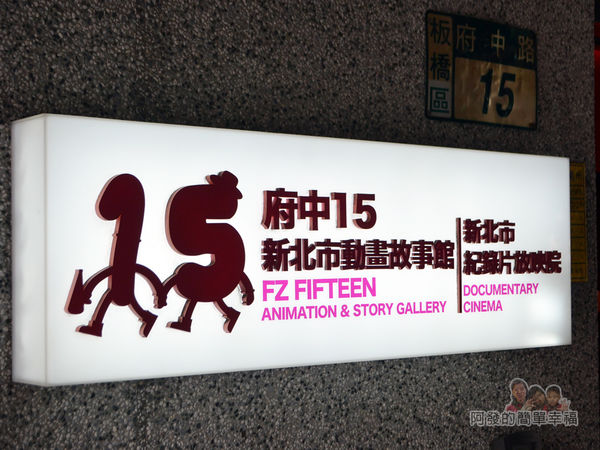 板橋區
府中路
15
15
府中15
新北市動畫故事館
FZ FIFTEEN
ANIMATION & STORY GALLERY
新北市
紀錄片放映院
DOCUMENTARY
CINEMA
阿發的簡單幸福